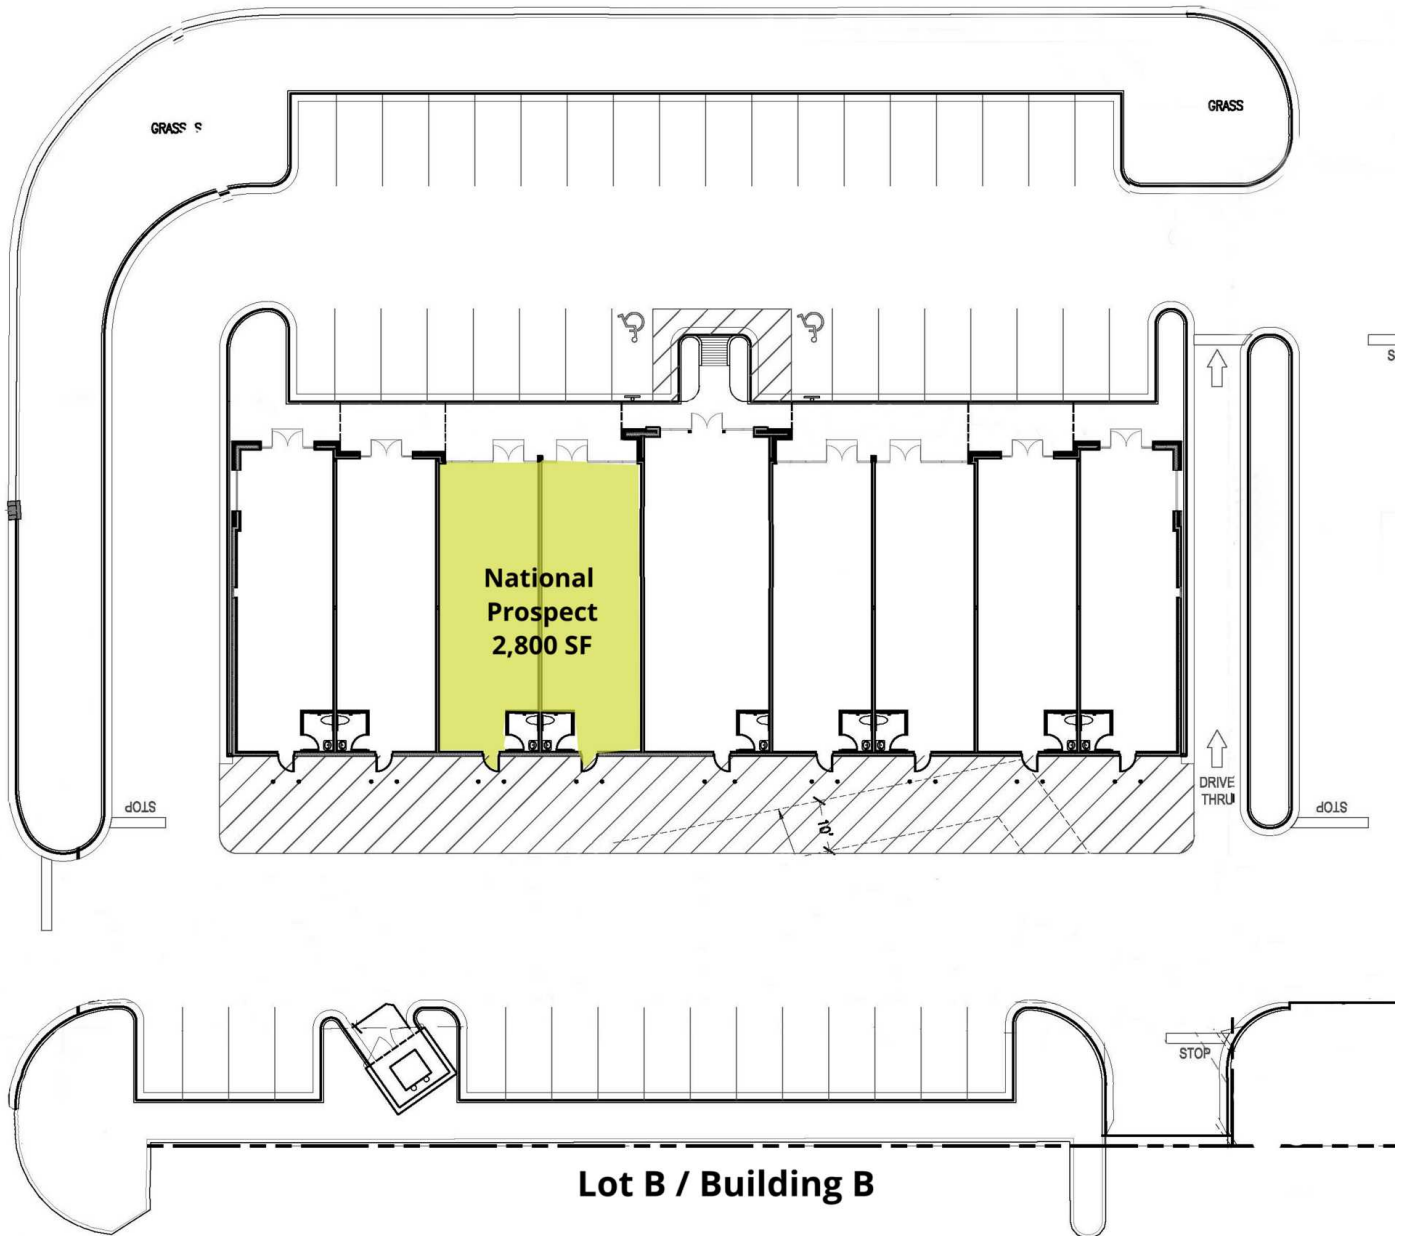 GRASS S
GRASS
S
National
Prospect
2,800 SF
DRIVE
THRU
STOP
STOP
10'
STOP
Lot B / Building B